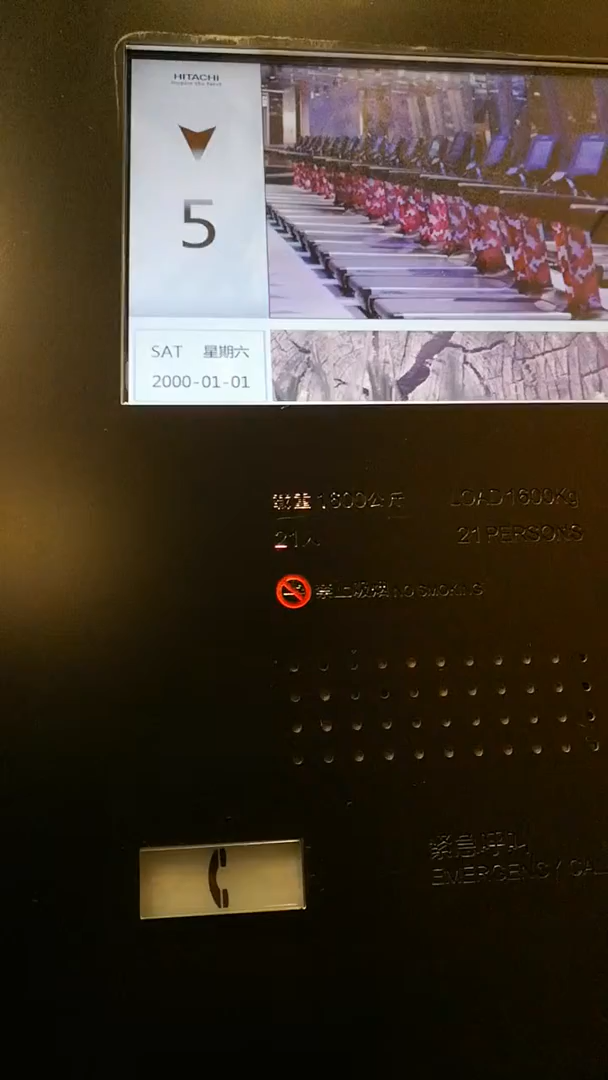 HITACHI
Inspire the Next
5
SAT 星期六
2000-01-01
载重 1600公斤 LOAD 1600Kg
21人 21 PERSONS
禁止吸烟 NO SMOKING
紧急呼叫
EMERGENCY CAL